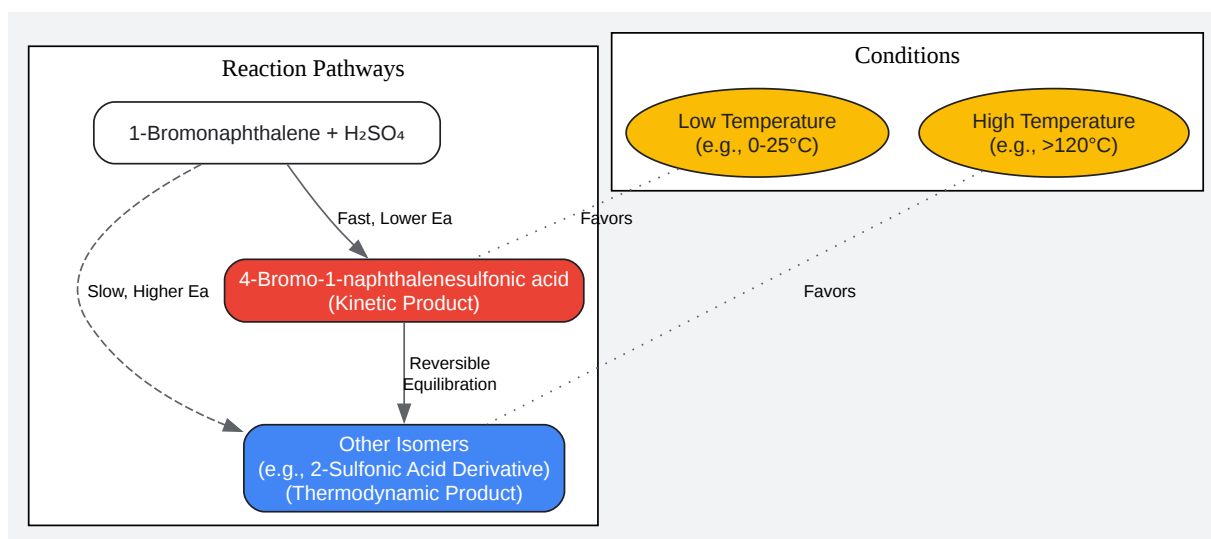 Reaction Pathways
1-Bromonaphthalene + H₂SO₄
Fast, Lower Ea
4-Bromo-1-naphthalenesulfonic acid
(Kinetic Product)
Slow, Higher Ea
Reversible
Equilibration
Other Isomers
(e.g., 2-Sulfonic Acid Derivative)
(Thermodynamic Product)
Conditions
Low Temperature
(e.g., 0-25°C)
High Temperature
(e.g., >120°C)
Favors
Favors